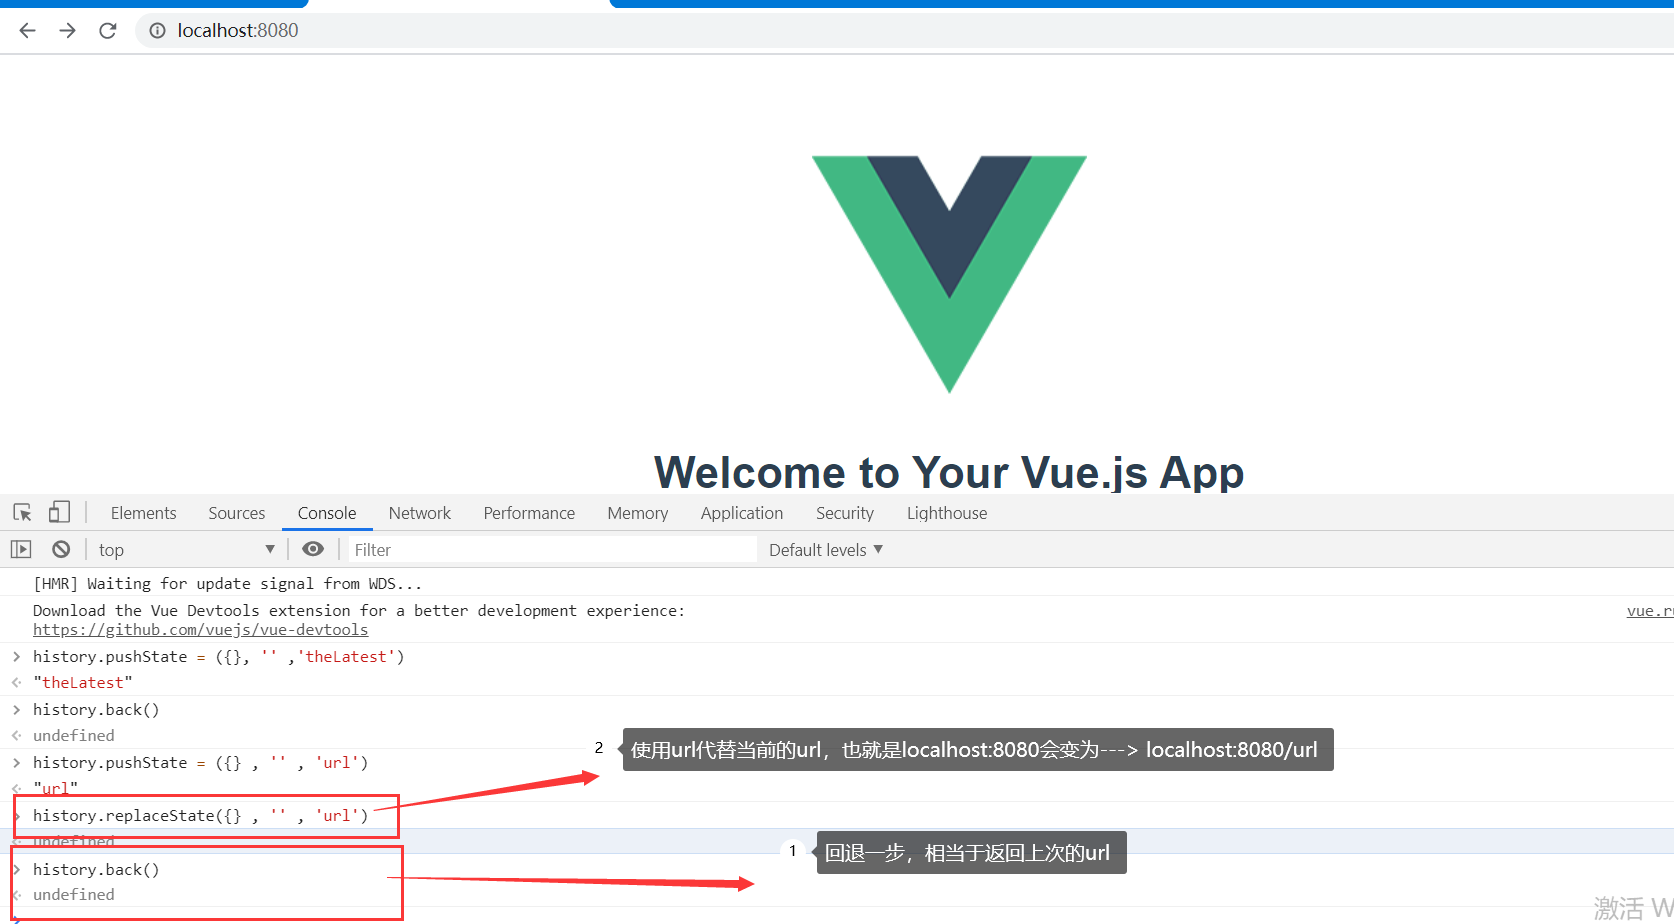 localhost:8080
Welcome to Your Vue.js App
Elements Sources Console Network Performance Memory Application Security Lighthouse
top Filter Default levels
[HMR] Waiting for update signal from WDS...
Download the Vue Devtools extension for a better development experience:
https://github.com/vuejs/vue-devtools
> history.pushState = ({}, '' ,'theLatest')
"theLatest"
> history.back()
undefined
2 使用url代替当前的url，也就是localhost:8080会变为---> localhost:8080/url
> history.pushState = ({} , '' , 'url')
"url"
> history.replaceState({} , '' , 'url')
undefined
1 回退一步，相当于返回上次的url
> history.back()
undefined
激活 W